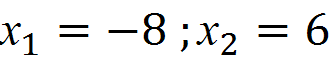 x₁ = −8 ; x₂ = 6